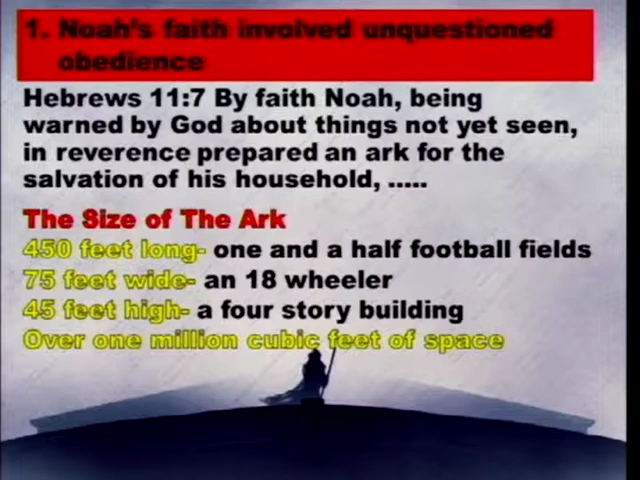 1. Noah's faith involved unquestioned
obedience
Hebrews 11:7 By faith Noah, being
warned by God about things not yet seen,
in reverence prepared an ark for the
salvation of his household, .....
The Size of The Ark
450 feet long- one and a half football fields
75 feet wide- an 18 wheeler
45 feet high- a four story building
Over one million cubic feet of space